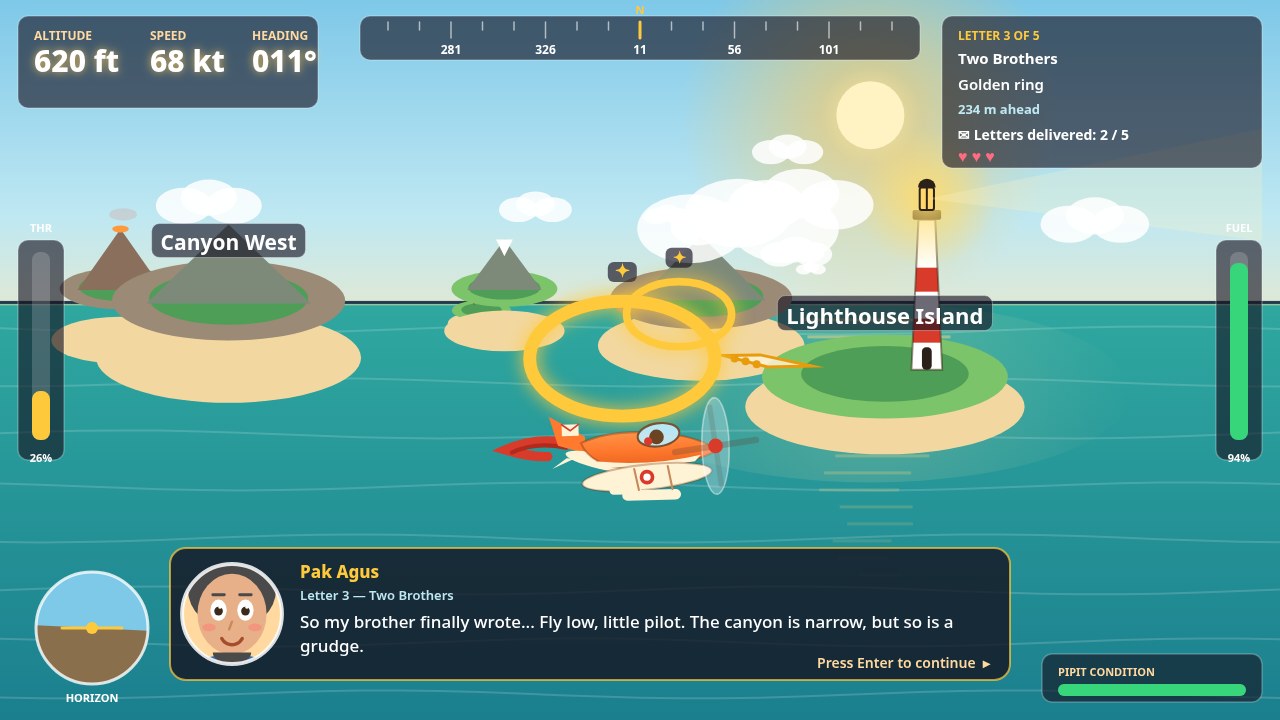 ALTITUDE SPEED HEADING
620 ft 68 kt 011°
N
281 326 11 56 101
LETTER 3 OF 5
Two Brothers
Golden ring
234 m ahead
✉ Letters delivered: 2 / 5
♥ ♥ ♥
THR
26%
FUEL
94%
Canyon West
Lighthouse Island
Pak Agus
Letter 3 — Two Brothers
So my brother finally wrote... Fly low, little pilot. The canyon is narrow, but so is a
grudge.
Press Enter to continue ►
HORIZON
PIPIT CONDITION